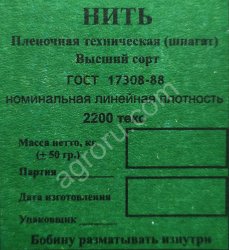 НИТЬ
Пленочная техническая (шпагат)
Высший сорт
ГОСТ 17308-88
номинальная линейная плотность
2200 текс
Масса нетто, кг
(± 50 гр.)
Партия
Дата изготовления
Упаковщик
Бобину разматывать изнутри
agroru.com